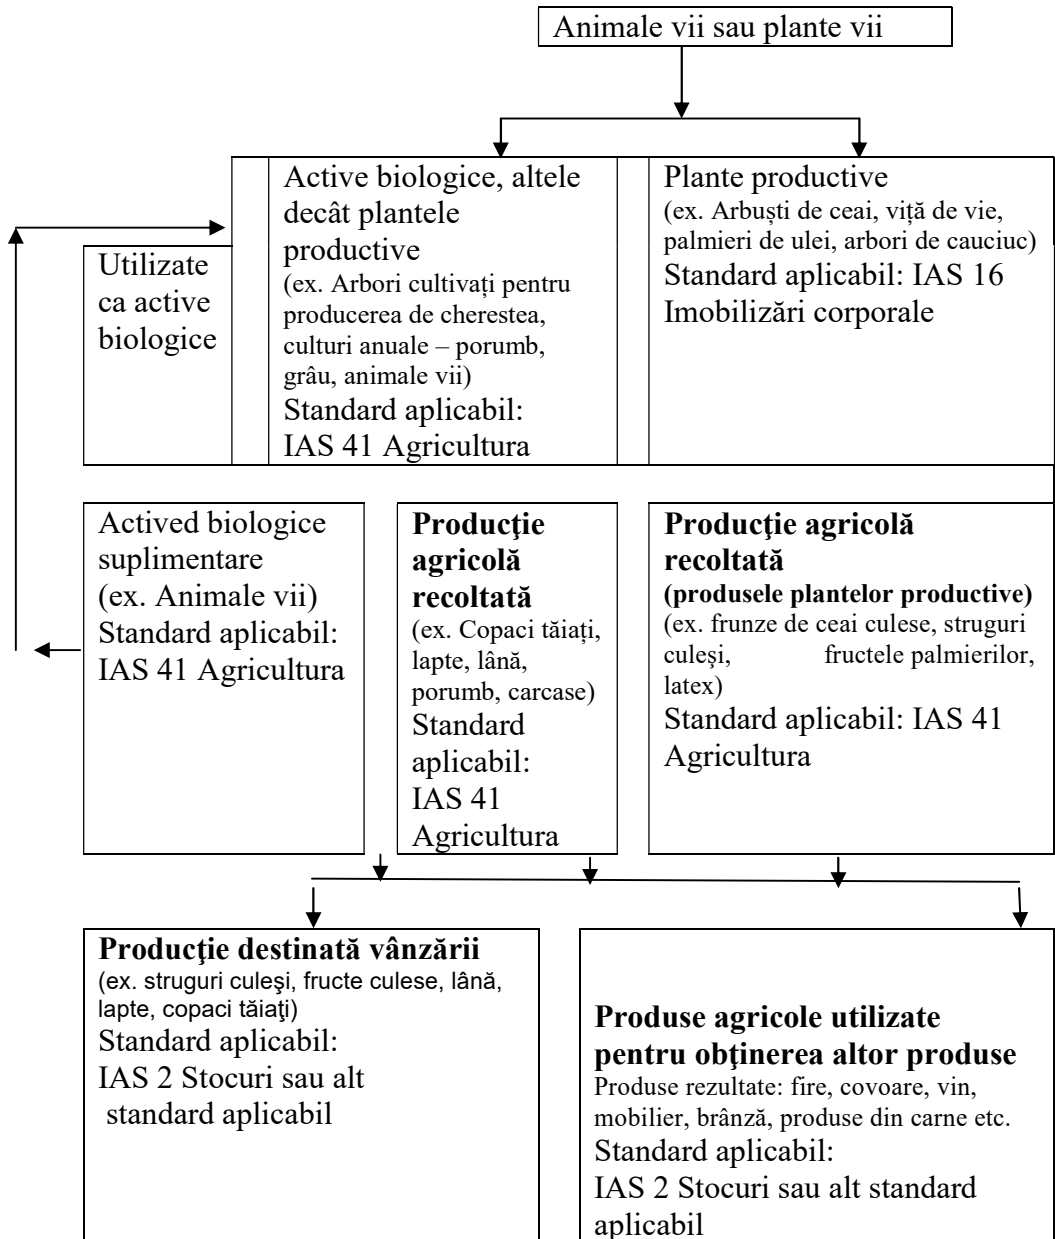 Animale vii sau plante vii
Utilizate
ca active
biologice
Active biologice, altele
decât plantele
productive
(ex. Arbori cultivați pentru
producerea de cherestea,
culturi anuale – porumb,
grâu, animale vii)
Standard aplicabil:
IAS 41 Agricultura
Plante productive
(ex. Arbuști de ceai, viță de vie,
palmieri de ulei, arbori de cauciuc)
Standard aplicabil: IAS 16
Imobilizări corporale
Actived biologice
suplimentare
(ex. Animale vii)
Standard aplicabil:
IAS 41 Agricultura
Producţie
agricolă
recoltată
(ex. Copaci tăiați,
lapte, lână,
porumb, carcase)
Standard
aplicabil:
IAS 41
Agricultura
Producţie agricolă
recoltată
(produsele plantelor productive)
(ex. frunze de ceai culese, struguri
culeşi, fructele palmierilor,
latex)
Standard aplicabil: IAS 41
Agricultura
Producţie destinată vânzării
(ex. struguri culeşi, fructe culese, lână,
lapte, copaci tăiaţi)
Standard aplicabil:
IAS 2 Stocuri sau alt
standard aplicabil
Produse agricole utilizate
pentru obţinerea altor produse
Produse rezultate: fire, covoare, vin,
mobilier, brânză, produse din carne etc.
Standard aplicabil:
IAS 2 Stocuri sau alt standard
aplicabil